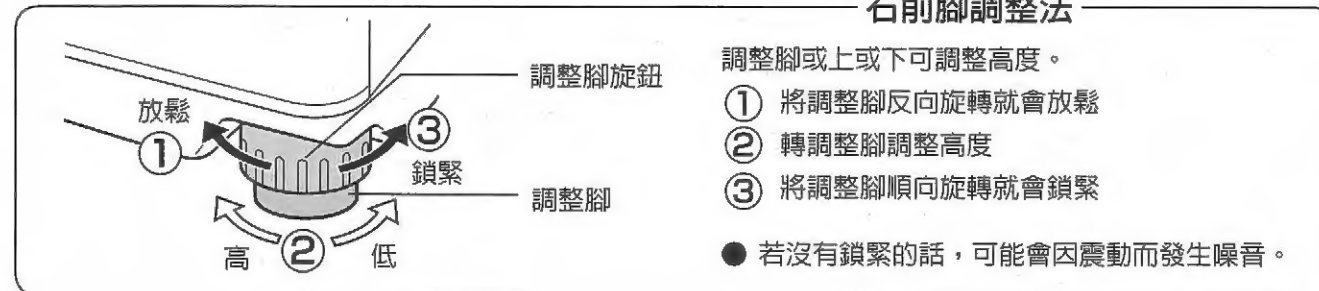 右前腳調整法
調整腳或上或下可調整高度。
① 將調整腳反向旋轉就會放鬆
② 轉調整腳調整高度
③ 將調整腳順向旋轉就會鎖緊
● 若沒有鎖緊的話，可能會因震動而發生噪音。
調整腳旋鈕
放鬆
①
③
鎖緊
調整腳
高
②
低